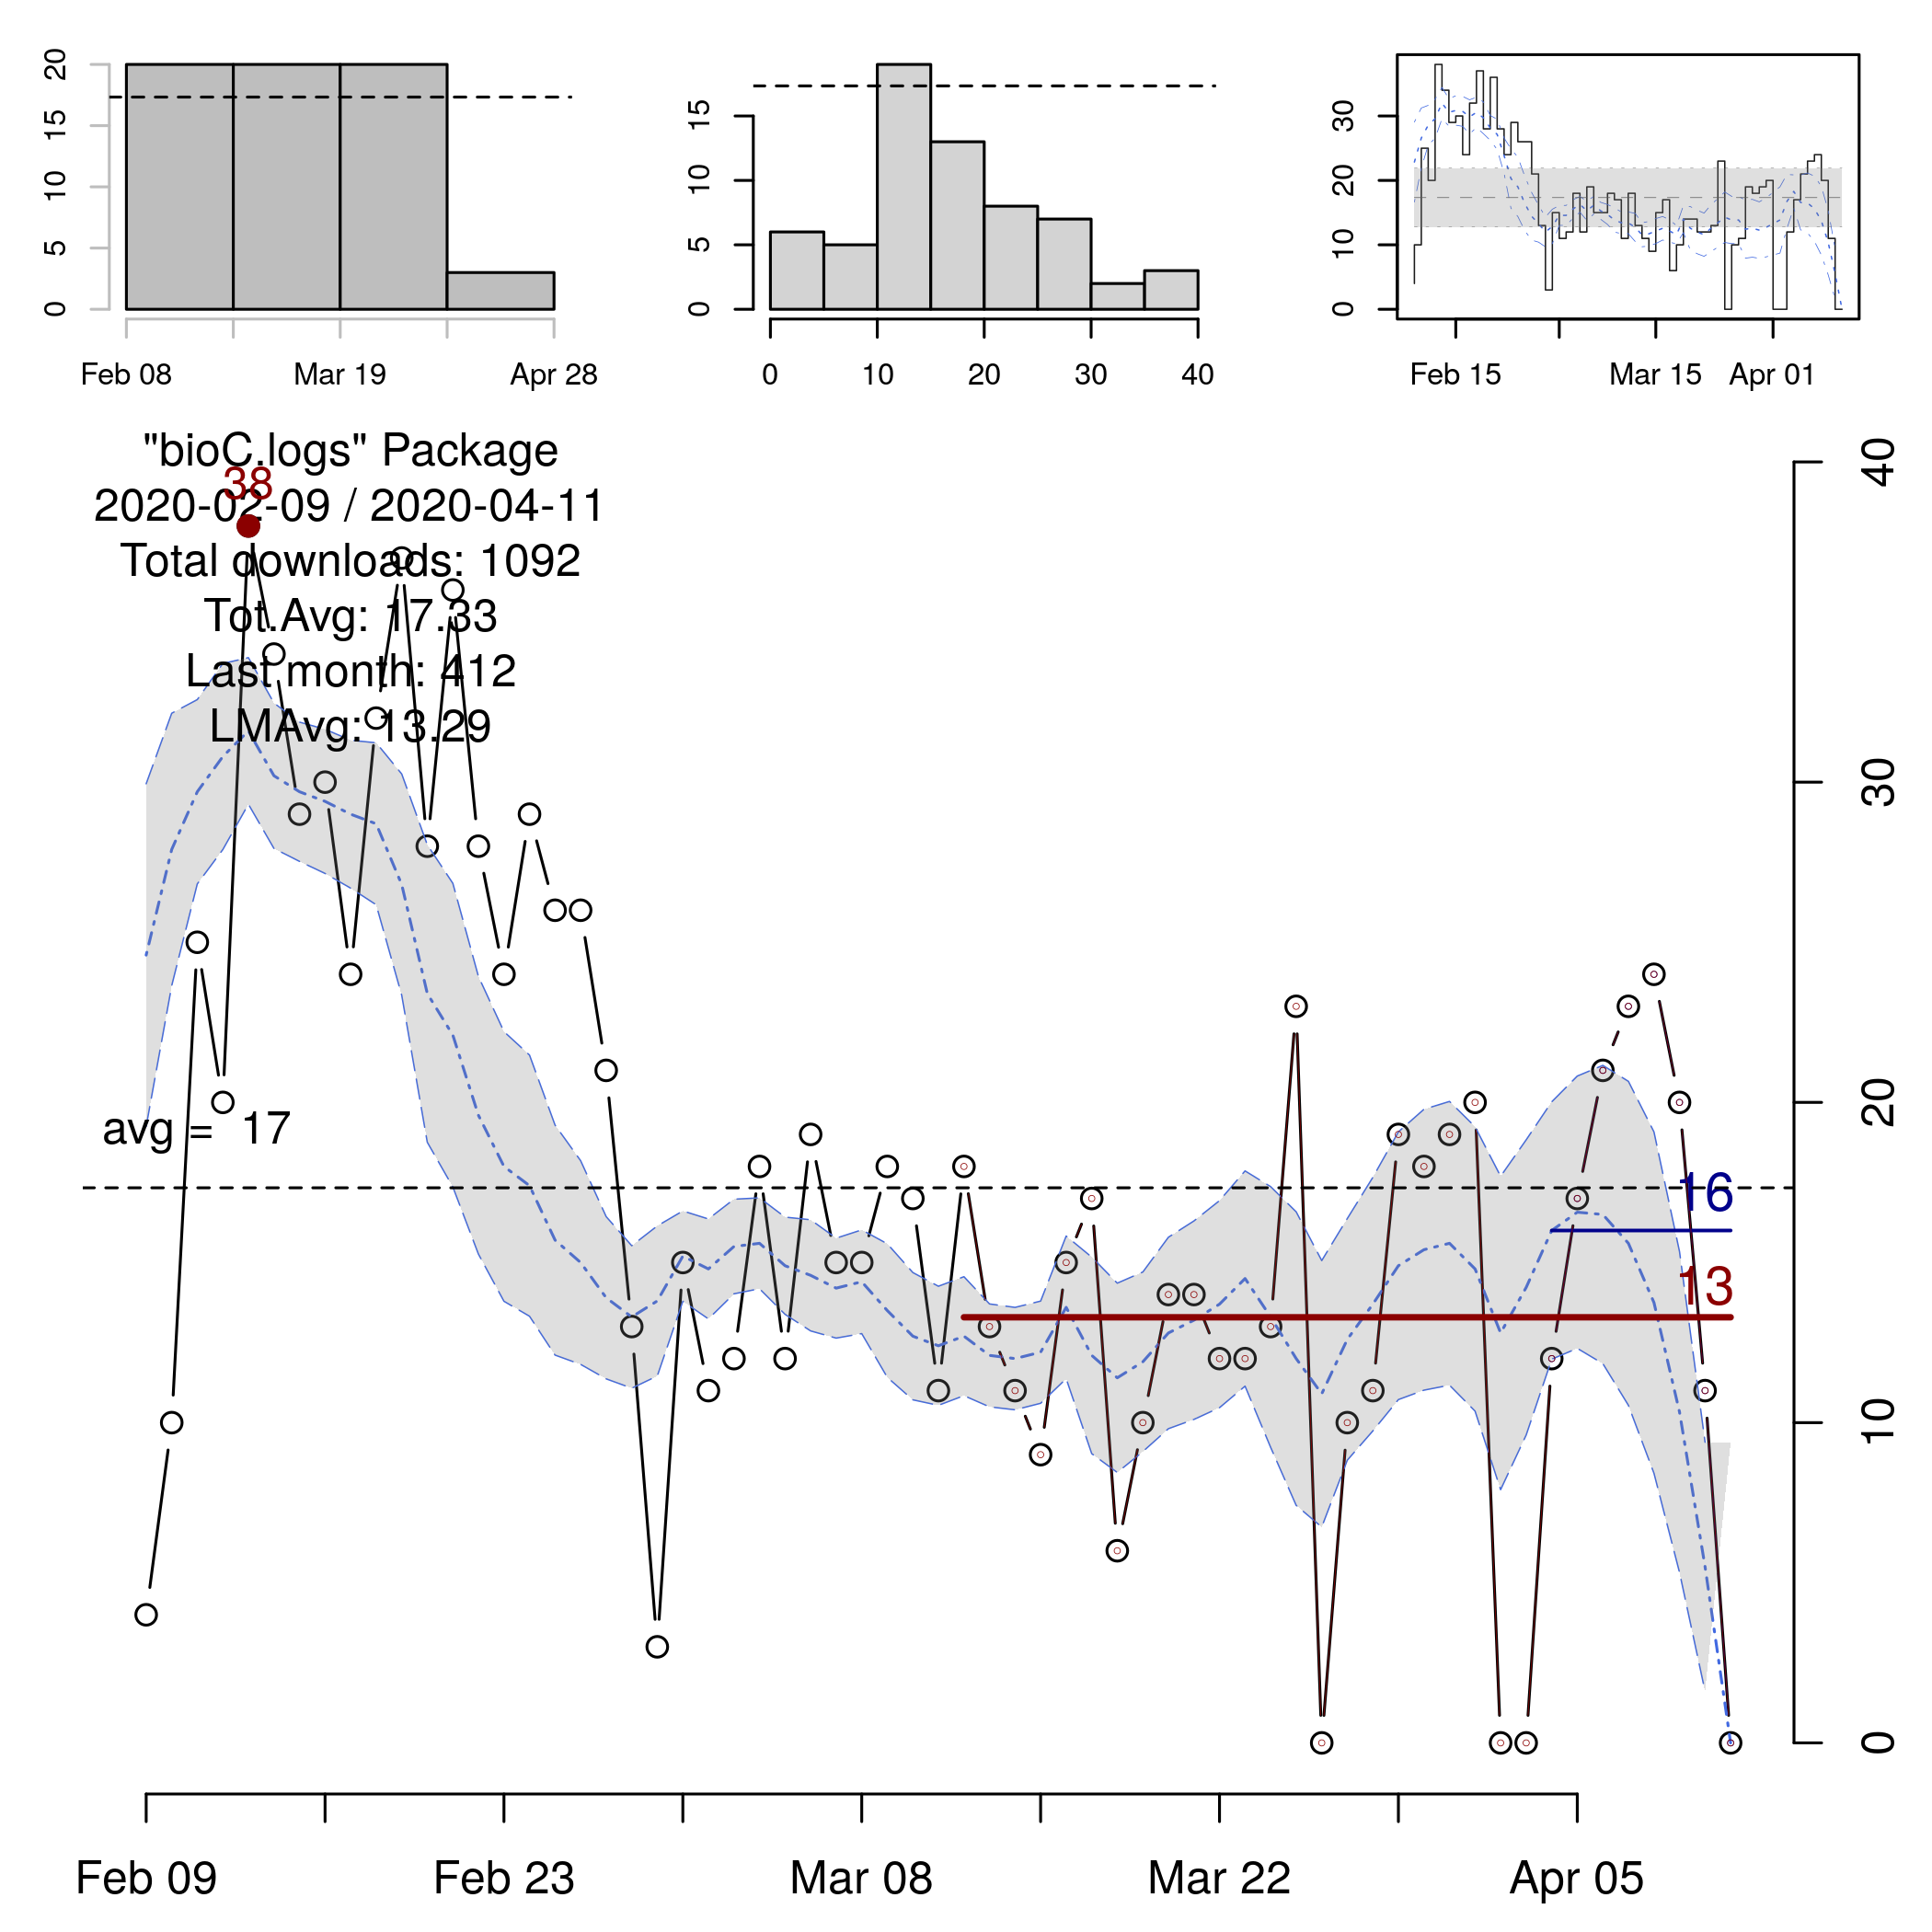 20
15
10
5
0
Feb 08 Mar 19 Apr 28
15
10
5
0
0 10 20 30 40
30
20
10
0
Feb 15 Mar 15 Apr 01
"bioC.logs" Package
38
2020-02-09 / 2020-04-11
Total downloads: 1092
Tot.Avg: 17.33
Last month: 412
LMAvg: 13.29
avg = 17
16
13
40
30
20
10
0
Feb 09 Feb 23 Mar 08 Mar 22 Apr 05